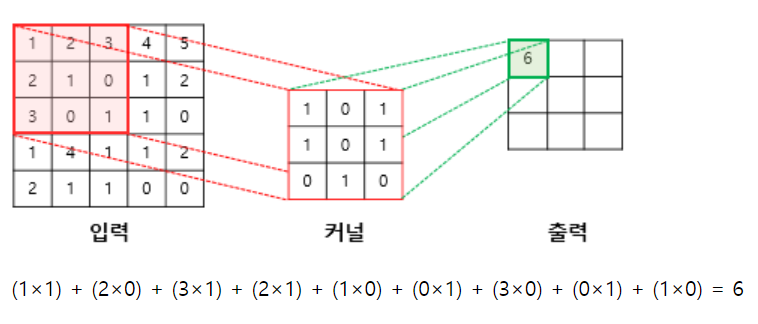 1 2 3 4 5
2 1 0 1 2
3 0 1 1 0
1 4 1 1 2
2 1 1 0 0
1 0 1
1 0 1
0 1 0
6
입력
커널
출력
(1×1) + (2×0) + (3×1) + (2×1) + (1×0) + (0×1) + (3×0) + (0×1) + (1×0) = 6